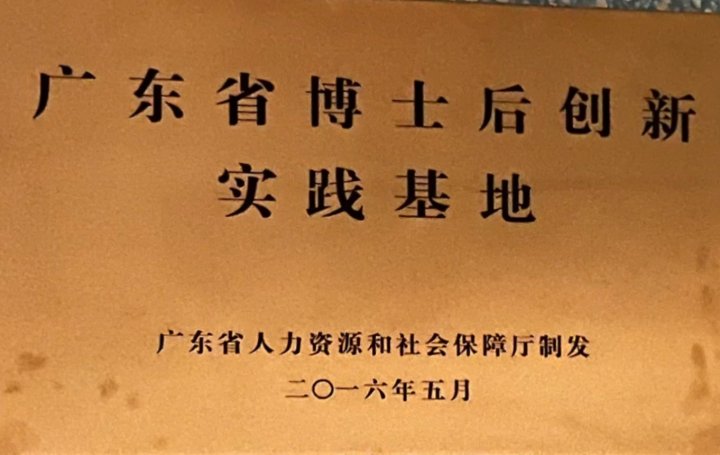 广东省博士后创新
实践基地
广东省人力资源和社会保障厅制发
二〇一六年五月